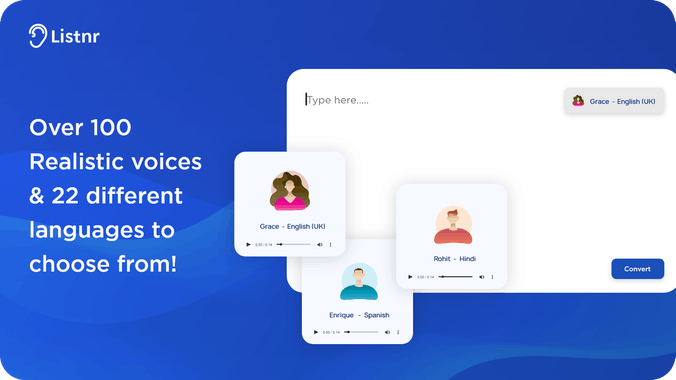 Listnr
Over 100
Realistic voices
& 22 different
languages to
choose from!
Type here.....
Grace - English (UK)
Grace - English (UK)
0:00 / 0:14
Rohit - Hindi
0:00 / 0:14
Enrique - Spanish
0:00 / 0:14
Convert